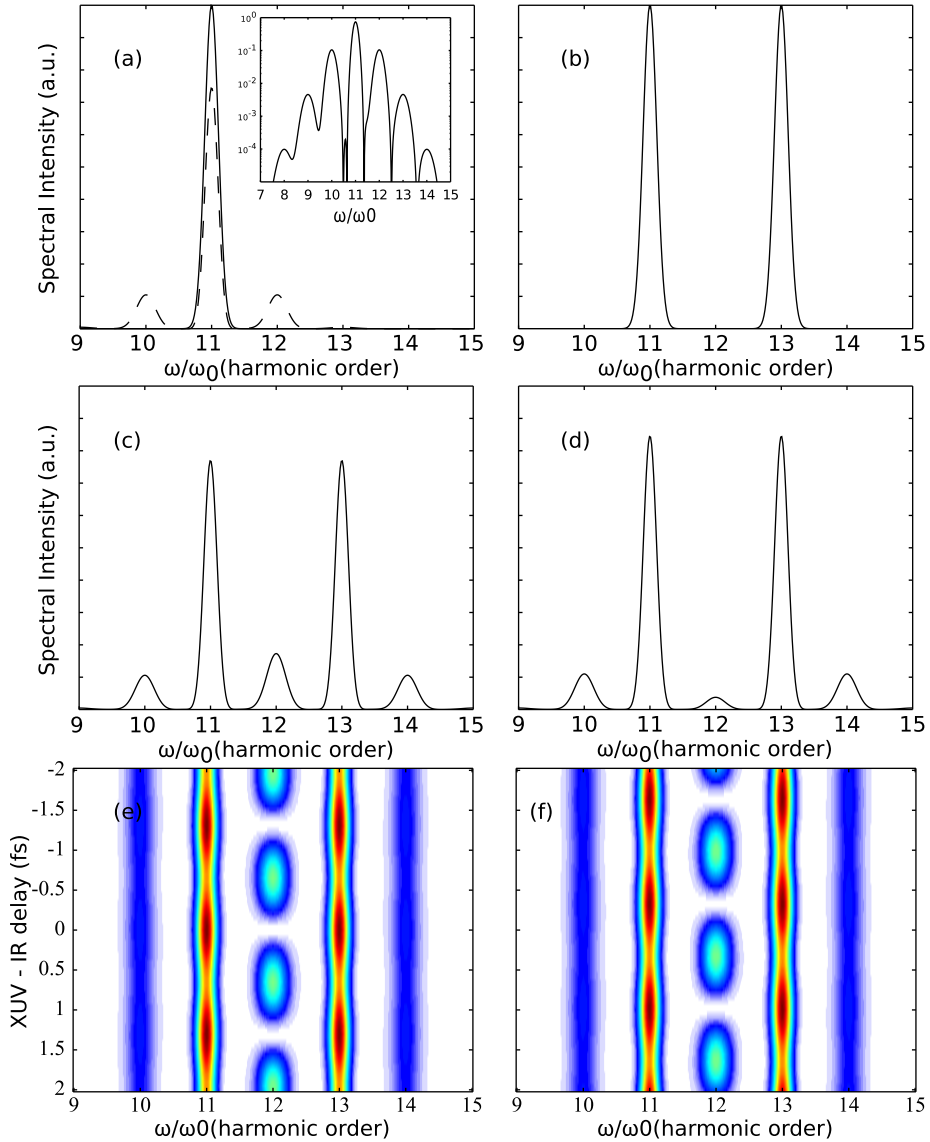 (a)
Spectral Intensity (a.u.)
10⁰
10⁻¹
10⁻²
10⁻³
10⁻⁴
7 8 9 10 11 12 13 14 15
ω/ω0
9 10 11 12 13 14 15
ω/ω₀(harmonic order)
(b)
9 10 11 12 13 14 15
ω/ω₀(harmonic order)
(c)
Spectral Intensity (a.u.)
9 10 11 12 13 14 15
ω/ω₀(harmonic order)
(d)
9 10 11 12 13 14 15
ω/ω₀(harmonic order)
(e)
XUV - IR delay (fs)
-2
-1.5
-1
-0.5
0
0.5
1
1.5
2
9 10 11 12 13 14 15
ω/ω0(harmonic order)
(f)
9 10 11 12 13 14 15
ω/ω0(harmonic order)